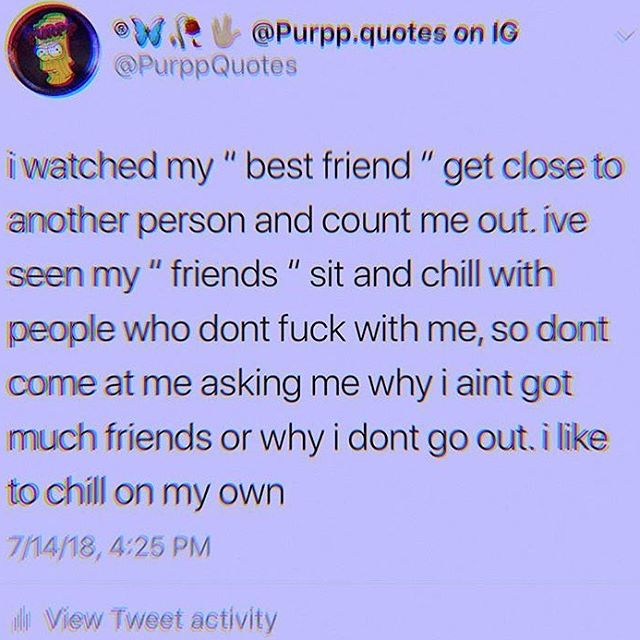 @Purpp.quotes on IG
@PurppQuotes
i watched my " best friend " get close to
another person and count me out. ive
seen my " friends " sit and chill with
people who dont fuck with me, so dont
come at me asking me why i aint got
much friends or why i dont go out. i like
to chill on my own
7/14/18, 4:25 PM
View Tweet activity